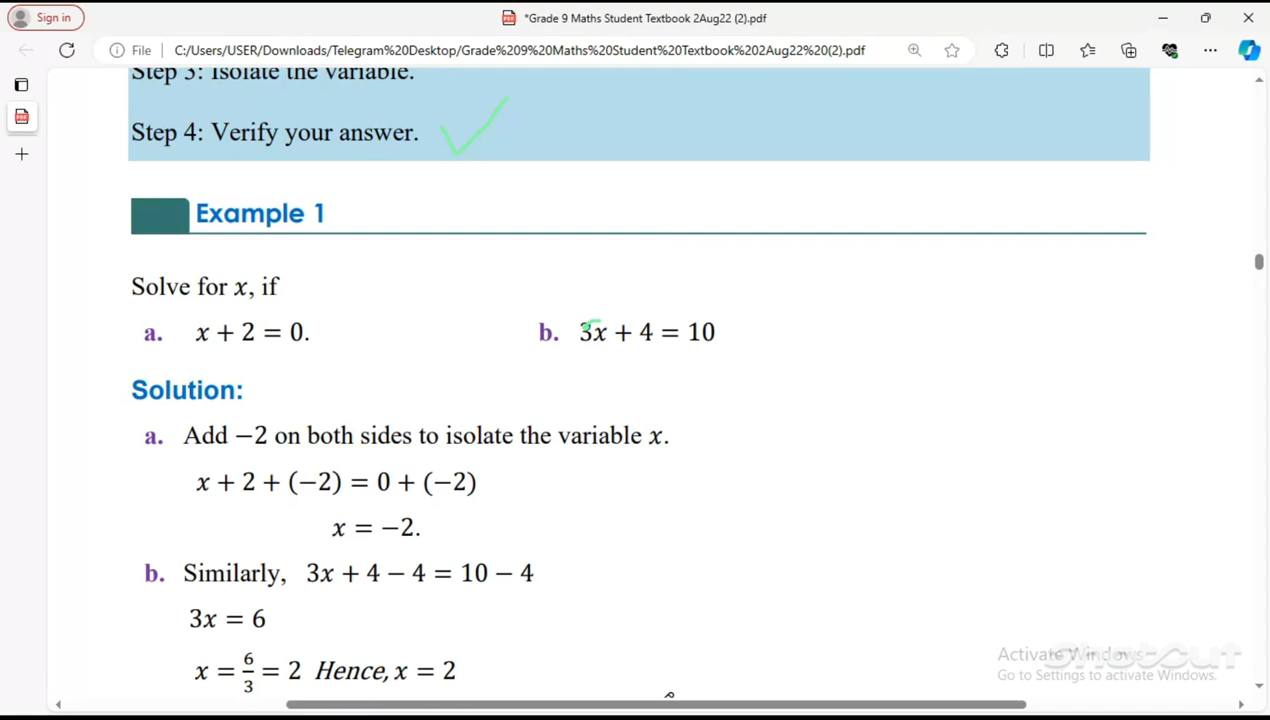 Sign in
*Grade 9 Maths Student Textbook 2Aug22 (2).pdf
File
C:/Users/USER/Downloads/Telegram%20Desktop/Grade%209%20Maths%20Student%20Textbook%202Aug22%20(2).pdf
Step 3: Isolate the variable.
Step 4: Verify your answer.
Example 1
Solve for x, if
a. x + 2 = 0. b. 3x + 4 = 10
Solution:
a. Add −2 on both sides to isolate the variable x.
x + 2 + (−2) = 0 + (−2)
x = −2.
b. Similarly, 3x + 4 − 4 = 10 − 4
3x = 6
x = 6/3 = 2 Hence, x = 2
Activate Windows
Go to Settings to activate Windows.
shotcut